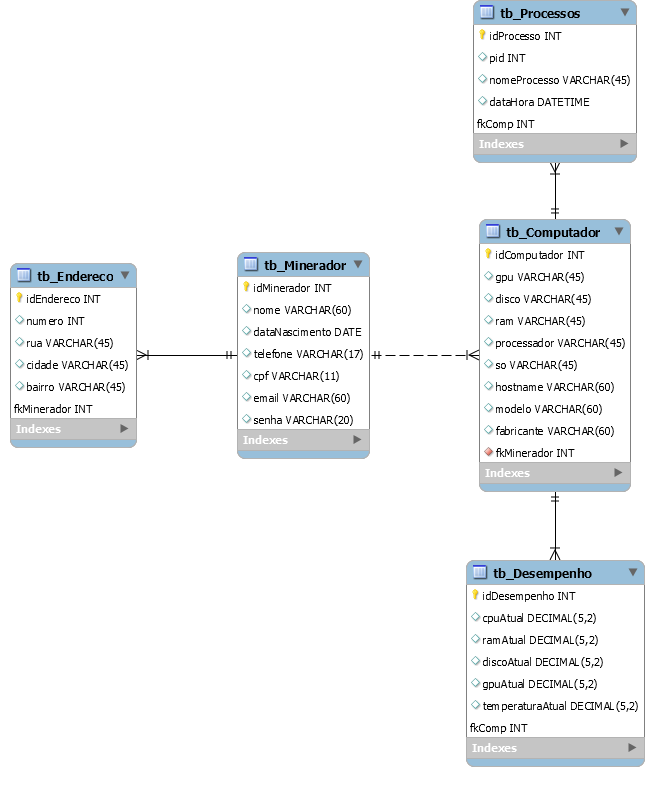 tb_Processos
idProcesso INT
pid INT
nomeProcesso VARCHAR(45)
dataHora DATETIME
fkComp INT
Indexes
tb_Endereco
idEndereco INT
numero INT
rua VARCHAR(45)
cidade VARCHAR(45)
bairro VARCHAR(45)
fkMinerador INT
Indexes
tb_Minerador
idMinerador INT
nome VARCHAR(60)
dataNascimento DATE
telefone VARCHAR(17)
cpf VARCHAR(11)
email VARCHAR(60)
senha VARCHAR(20)
Indexes
tb_Computador
idComputador INT
gpu VARCHAR(45)
disco VARCHAR(45)
ram VARCHAR(45)
processador VARCHAR(45)
so VARCHAR(45)
hostname VARCHAR(60)
modelo VARCHAR(60)
fabricante VARCHAR(60)
fkMinerador INT
Indexes
tb_Desempenho
idDesempenho INT
cpuAtual DECIMAL(5,2)
ramAtual DECIMAL(5,2)
discoAtual DECIMAL(5,2)
gpuAtual DECIMAL(5,2)
temperaturaAtual DECIMAL(5,2)
fkComp INT
Indexes